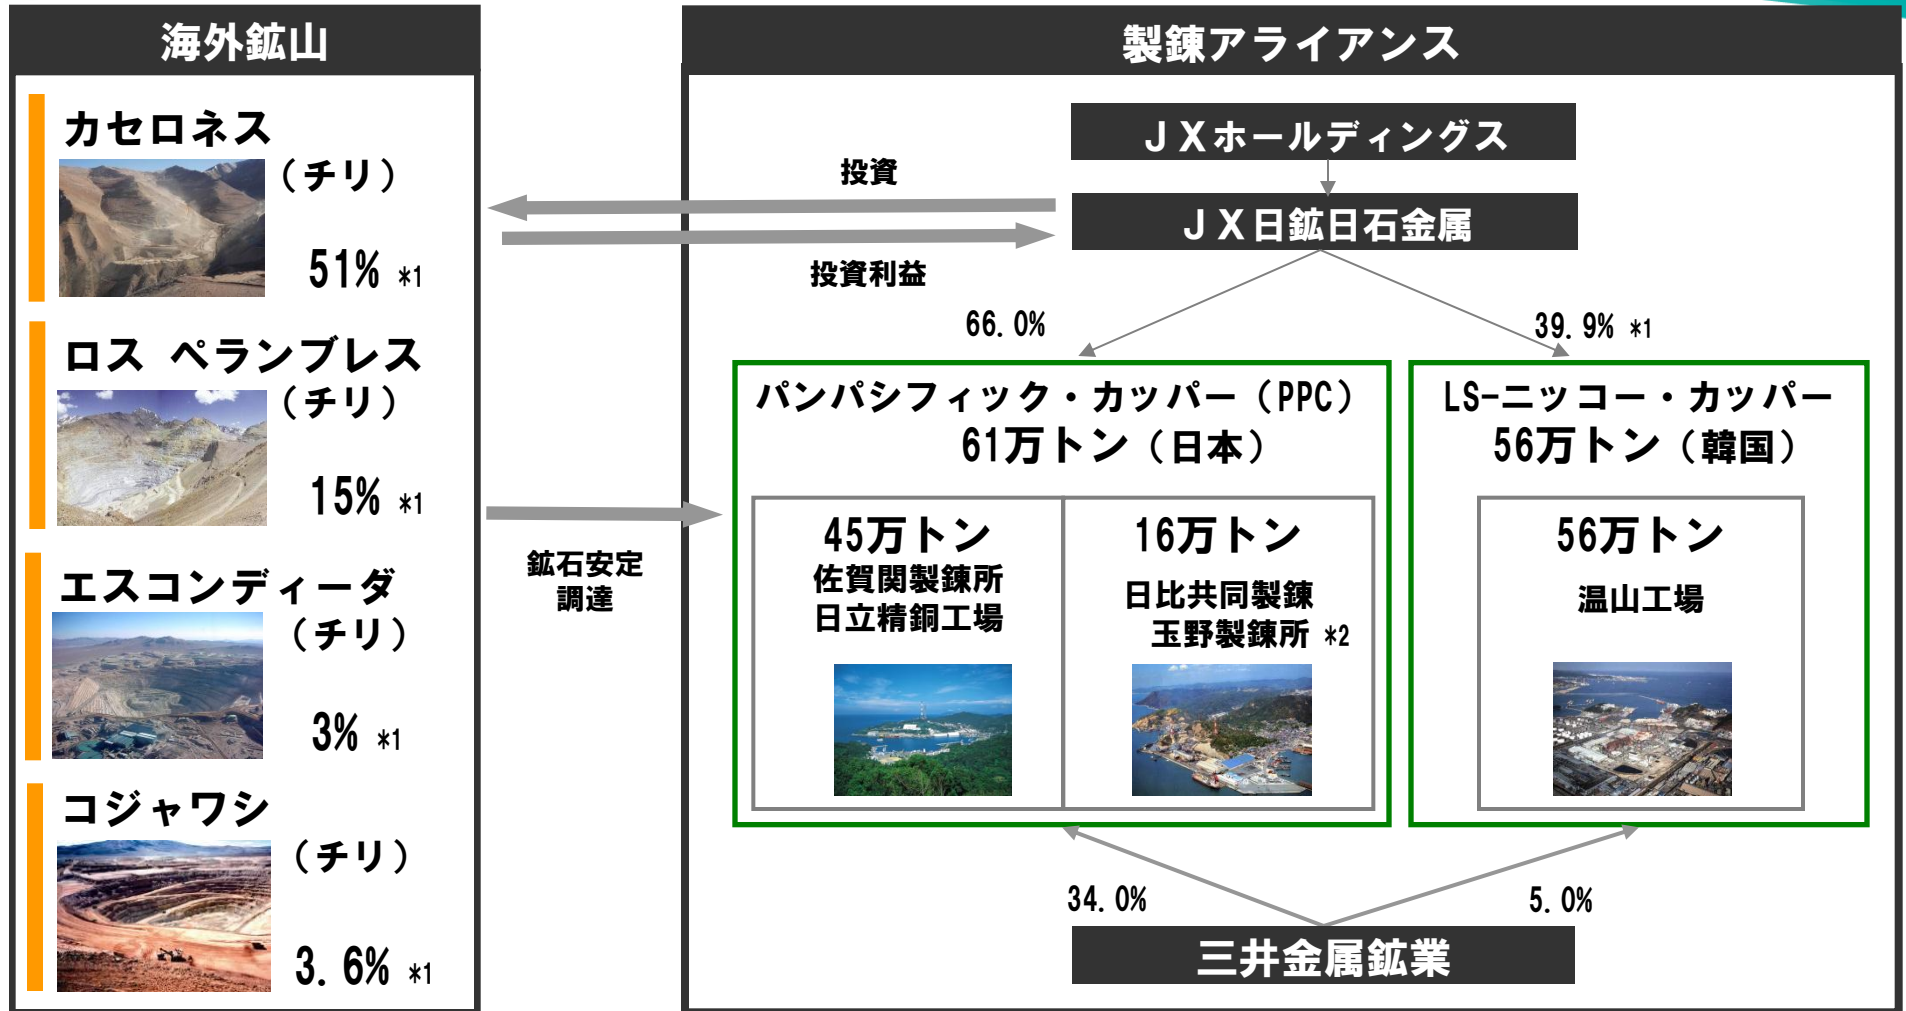 海外鉱山
カセロネス
（チリ）
51% *1
ロス ペランブレス
（チリ）
15% *1
エスコンディーダ
（チリ）
3% *1
コジャワシ
（チリ）
3.6% *1
投資
投資利益
鉱石安定
調達
製錬アライアンス
ＪＸホールディングス
ＪＸ日鉱日石金属
66.0%
39.9% *1
パンパシフィック・カッパー（PPC）
61万トン（日本）
45万トン
佐賀関製錬所
日立精銅工場
16万トン
日比共同製錬
玉野製錬所 *2
LS-ニッコー・カッパー
56万トン（韓国）
56万トン
温山工場
34.0%
5.0%
三井金属鉱業